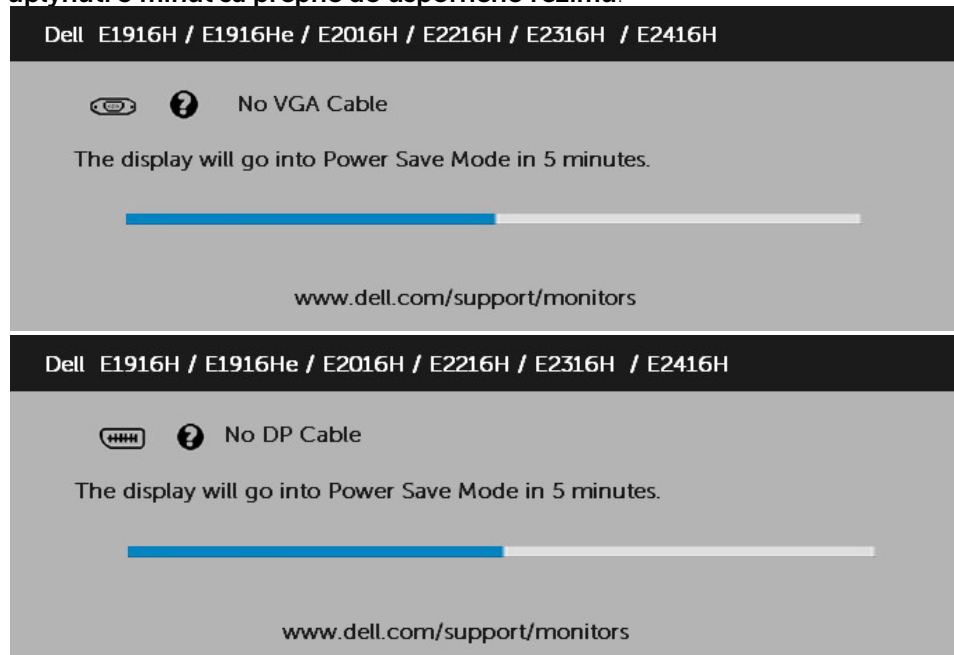 Dell E1916H / E1916He / E2016H / E2216H / E2316H / E2416H
No VGA Cable
The display will go into Power Save Mode in 5 minutes.
www.dell.com/support/monitors
Dell E1916H / E1916He / E2016H / E2216H / E2316H / E2416H
No DP Cable
The display will go into Power Save Mode in 5 minutes.
www.dell.com/support/monitors